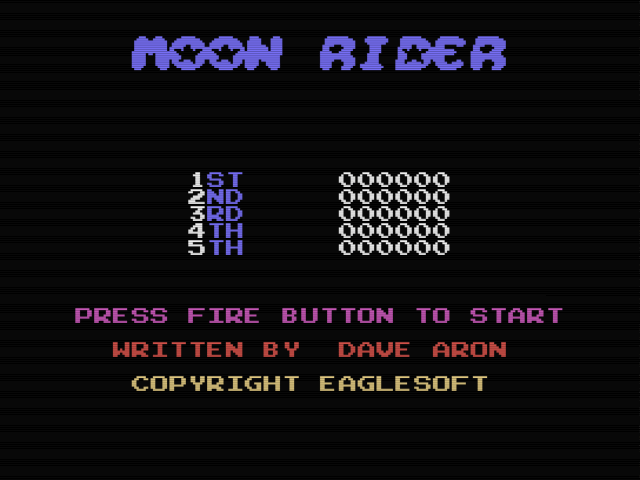 MOON RIDER
1ST 000000
2ND 000000
3RD 000000
4TH 000000
5TH 000000
PRESS FIRE BUTTON TO START
WRITTEN BY DAVE ARON
COPYRIGHT EAGLESOFT